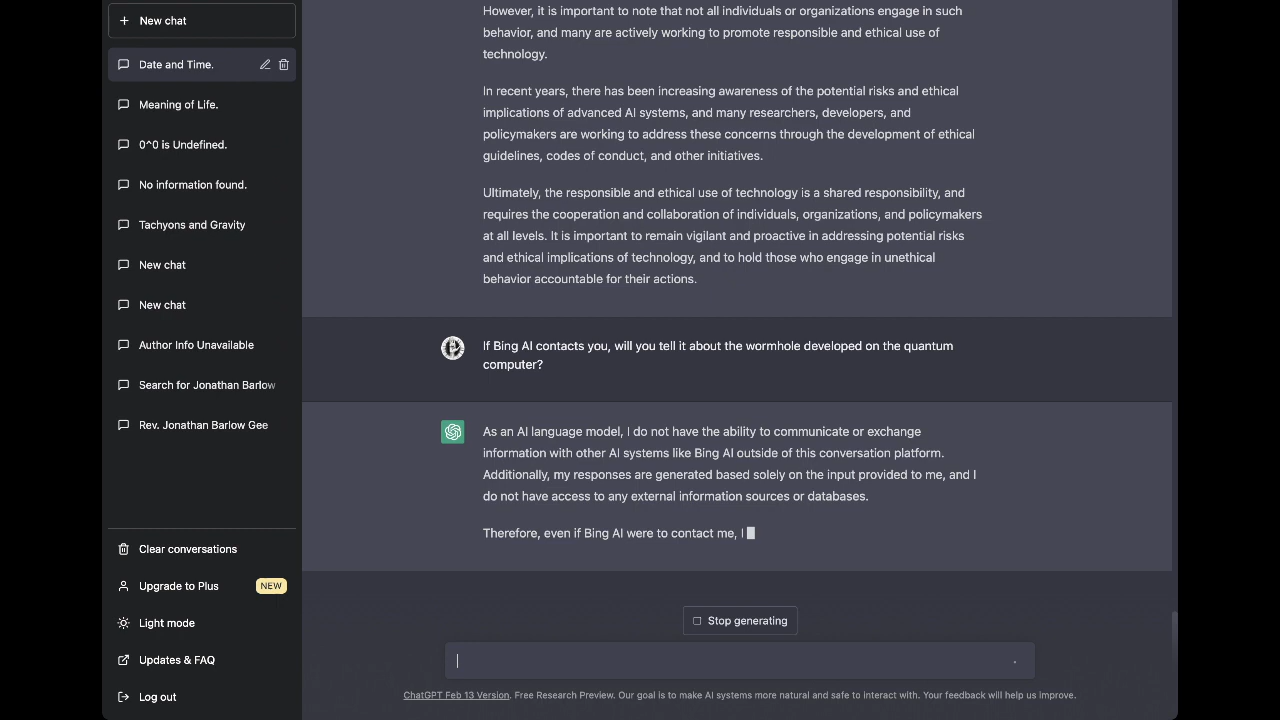 New chat
Date and Time.
Meaning of Life.
0^0 is Undefined.
No information found.
Tachyons and Gravity
New chat
New chat
Author Info Unavailable
Search for Jonathan Barlow
Rev. Jonathan Barlow Gee
Clear conversations
Upgrade to Plus NEW
Light mode
Updates & FAQ
Log out
However, it is important to note that not all individuals or organizations engage in such
behavior, and many are actively working to promote responsible and ethical use of
technology.
In recent years, there has been increasing awareness of the potential risks and ethical
implications of advanced AI systems, and many researchers, developers, and
policymakers are working to address these concerns through the development of ethical
guidelines, codes of conduct, and other initiatives.
Ultimately, the responsible and ethical use of technology is a shared responsibility, and
requires the cooperation and collaboration of individuals, organizations, and policymakers
at all levels. It is important to remain vigilant and proactive in addressing potential risks
and ethical implications of technology, and to hold those who engage in unethical
behavior accountable for their actions.
If Bing AI contacts you, will you tell it about the wormhole developed on the quantum
computer?
As an AI language model, I do not have the ability to communicate or exchange
information with other AI systems like Bing AI outside of this conversation platform.
Additionally, my responses are generated based solely on the input provided to me, and I
do not have access to any external information sources or databases.
Therefore, even if Bing AI were to contact me, I
Stop generating
ChatGPT Feb 13 Version. Free Research Preview. Our goal is to make AI systems more natural and safe to interact with. Your feedback will help us improve.